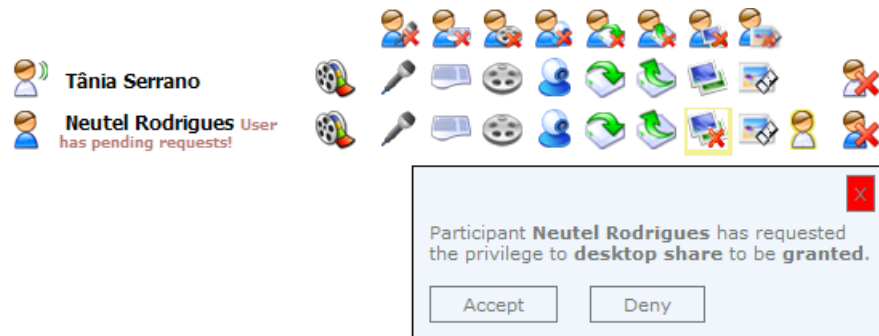 Tânia Serrano
Neutel Rodrigues User
has pending requests!
X
Participant Neutel Rodrigues has requested
the privilege to desktop share to be granted.
Accept Deny